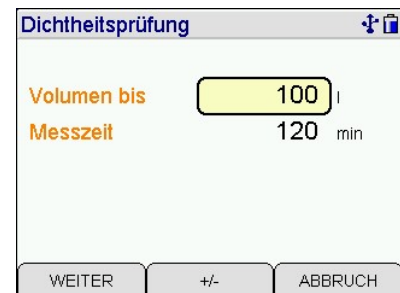 Dichtheitsprüfung
Volumen bis 100 l
Messzeit 120 min
WEITER +/- ABBRUCH